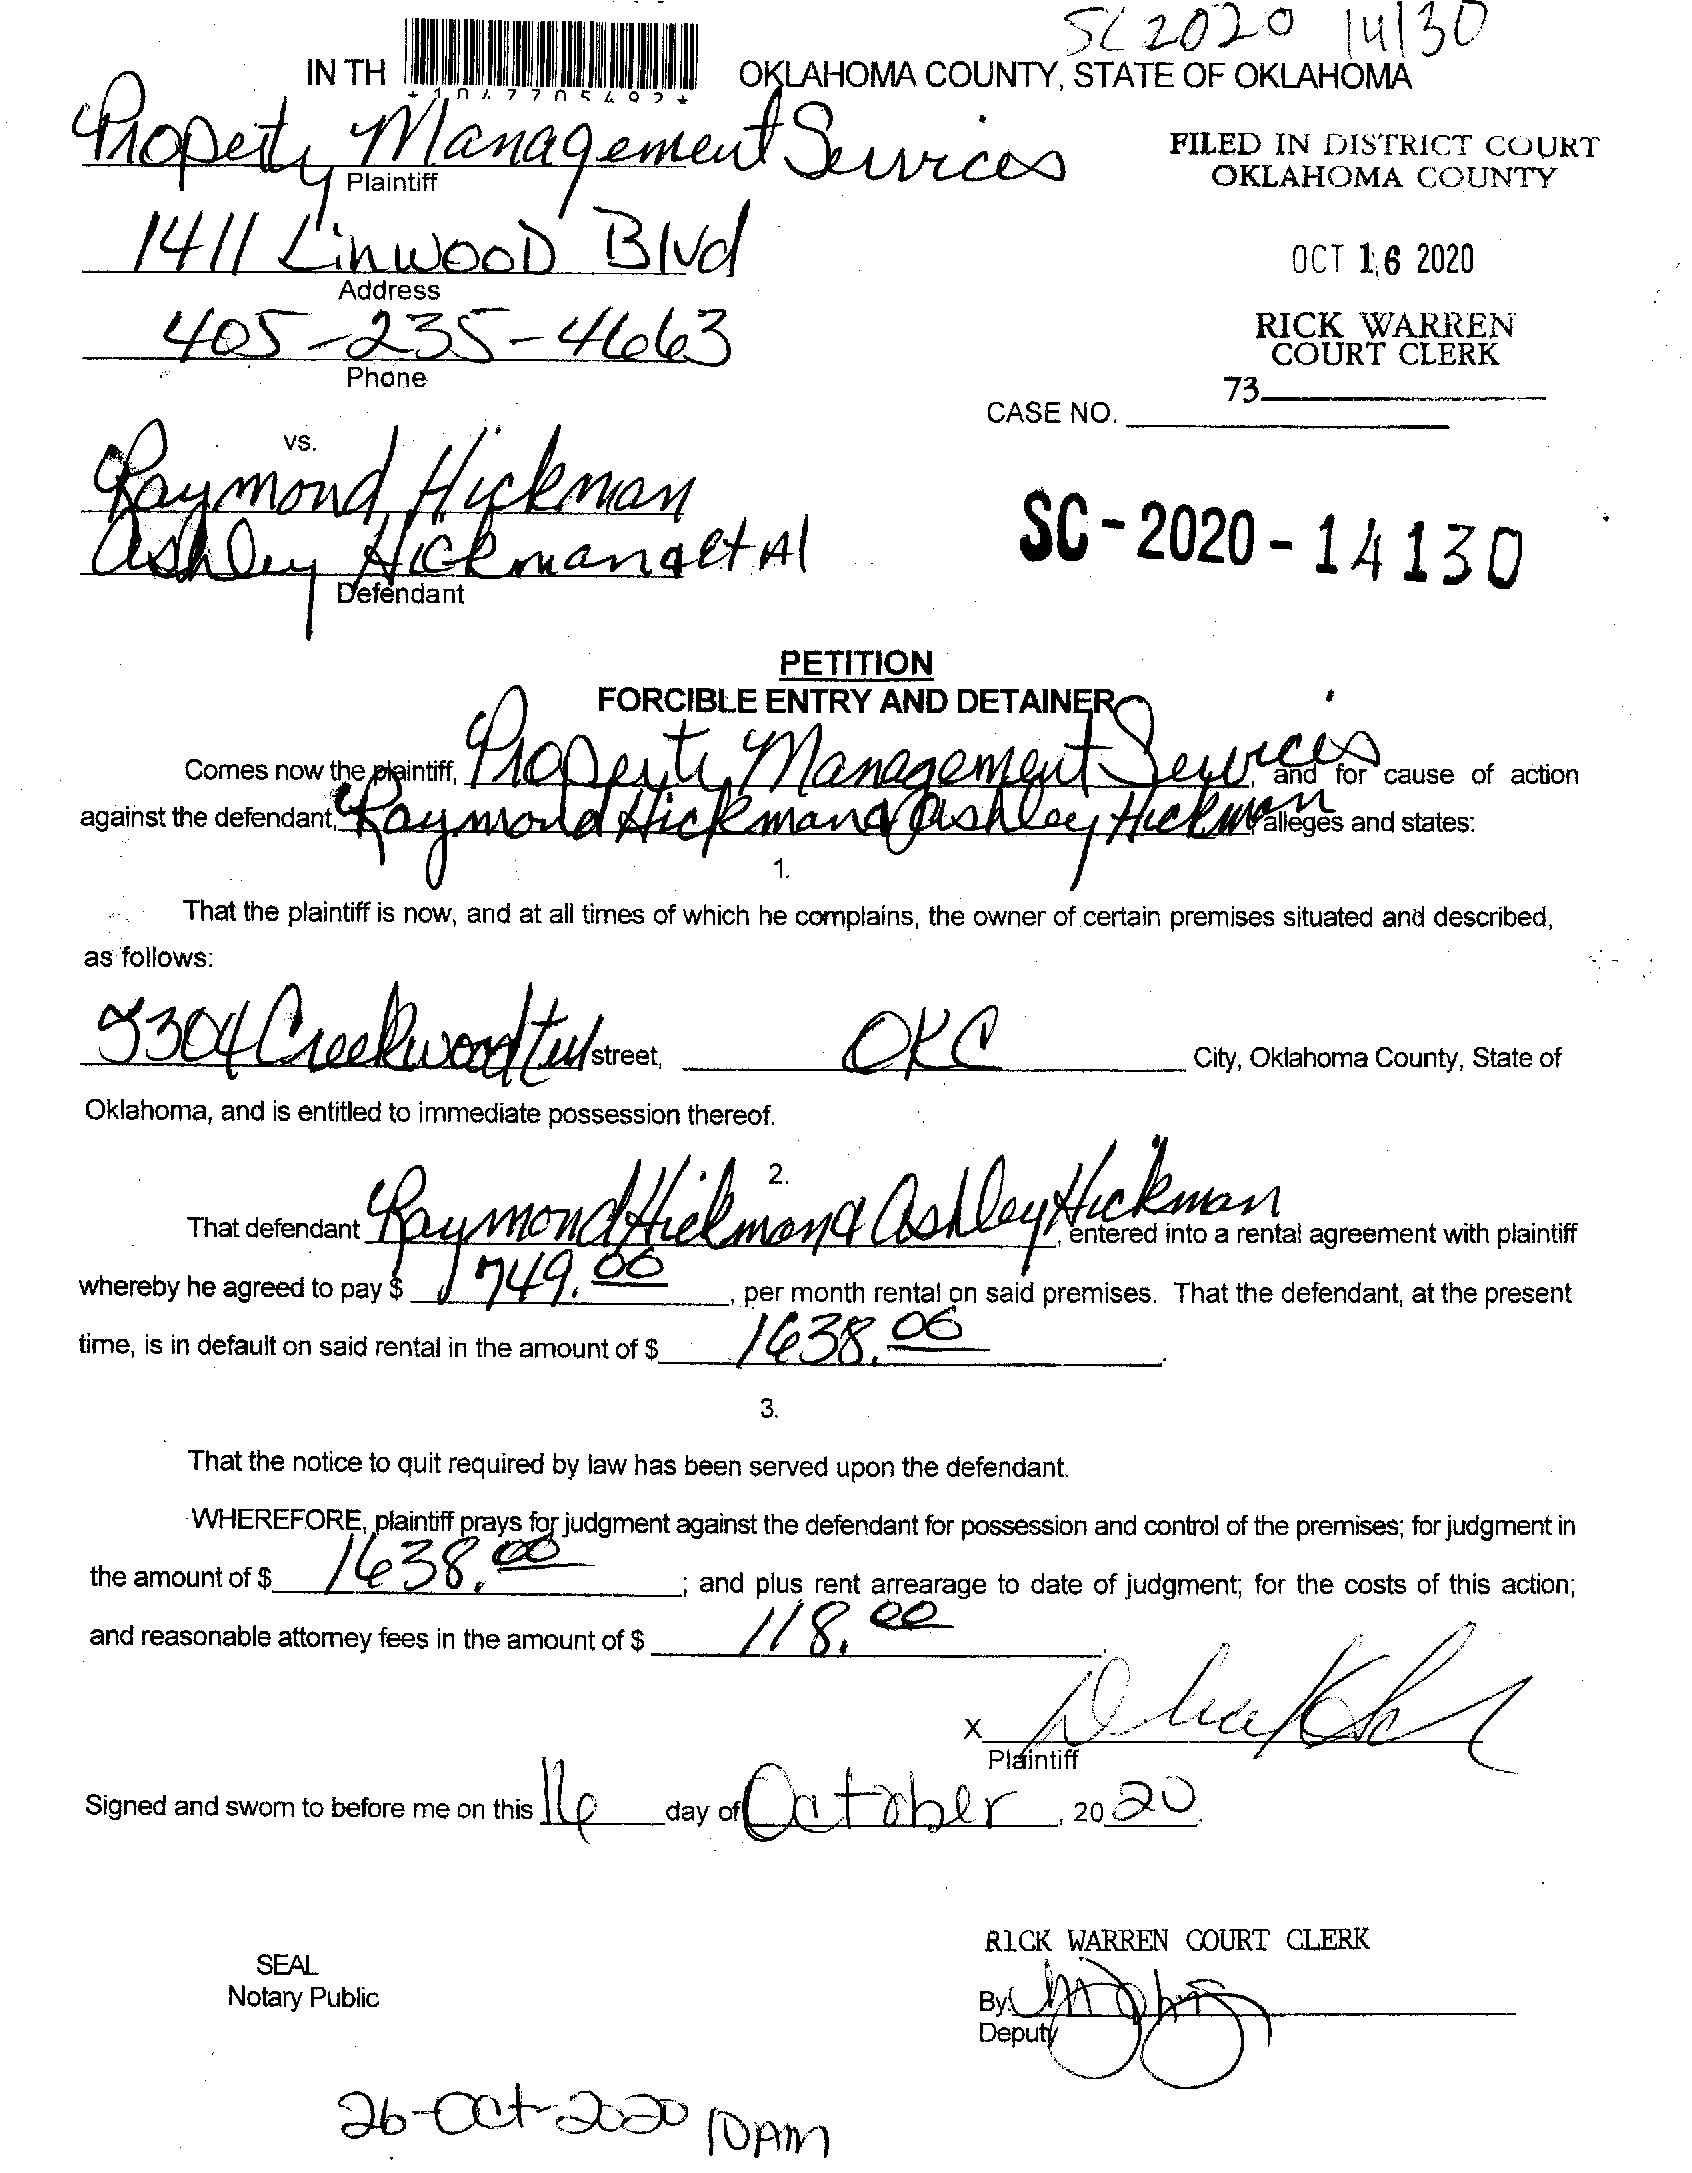 SC 2020 14130
IN TH OKLAHOMA COUNTY, STATE OF OKLAHOMA
*1047705492*
Property Management Services
Plaintiff
FILED IN DISTRICT COURT
OKLAHOMA COUNTY
1411 Linwood Blvd
Address
OCT 16 2020
405-235-4663
Phone
RICK WARREN
COURT CLERK
73
CASE NO.
vs.
Raymond Hickman
Ashley Hickman et Al
Defendant
SC-2020-14130
PETITION
FORCIBLE ENTRY AND DETAINER
Comes now the plaintiff, Property Management Services, and for cause of action
against the defendant, Raymond Hickman & Ashley Hickman alleges and states:
1.
That the plaintiff is now, and at all times of which he complains, the owner of certain premises situated and described,
as follows:
3304 Creekwood Terr street, OKC City, Oklahoma County, State of
Oklahoma, and is entitled to immediate possession thereof.
2.
That defendant Raymond Hickman & Ashley Hickman, entered into a rental agreement with plaintiff
whereby he agreed to pay $ 749.00, per month rental on said premises. That the defendant, at the present
time, is in default on said rental in the amount of $ 1638.00.
3.
That the notice to quit required by law has been served upon the defendant.
WHEREFORE, plaintiff prays for judgment against the defendant for possession and control of the premises; for judgment in
the amount of $ 1638.00; and plus rent arrearage to date of judgment; for the costs of this action;
and reasonable attorney fees in the amount of $ 118.00.
X
Plaintiff
Signed and sworn to before me on this 16 day of October, 2020.
RICK WARREN COURT CLERK
SEAL
Notary Public
By
Deputy
26-Oct-2020 10AM